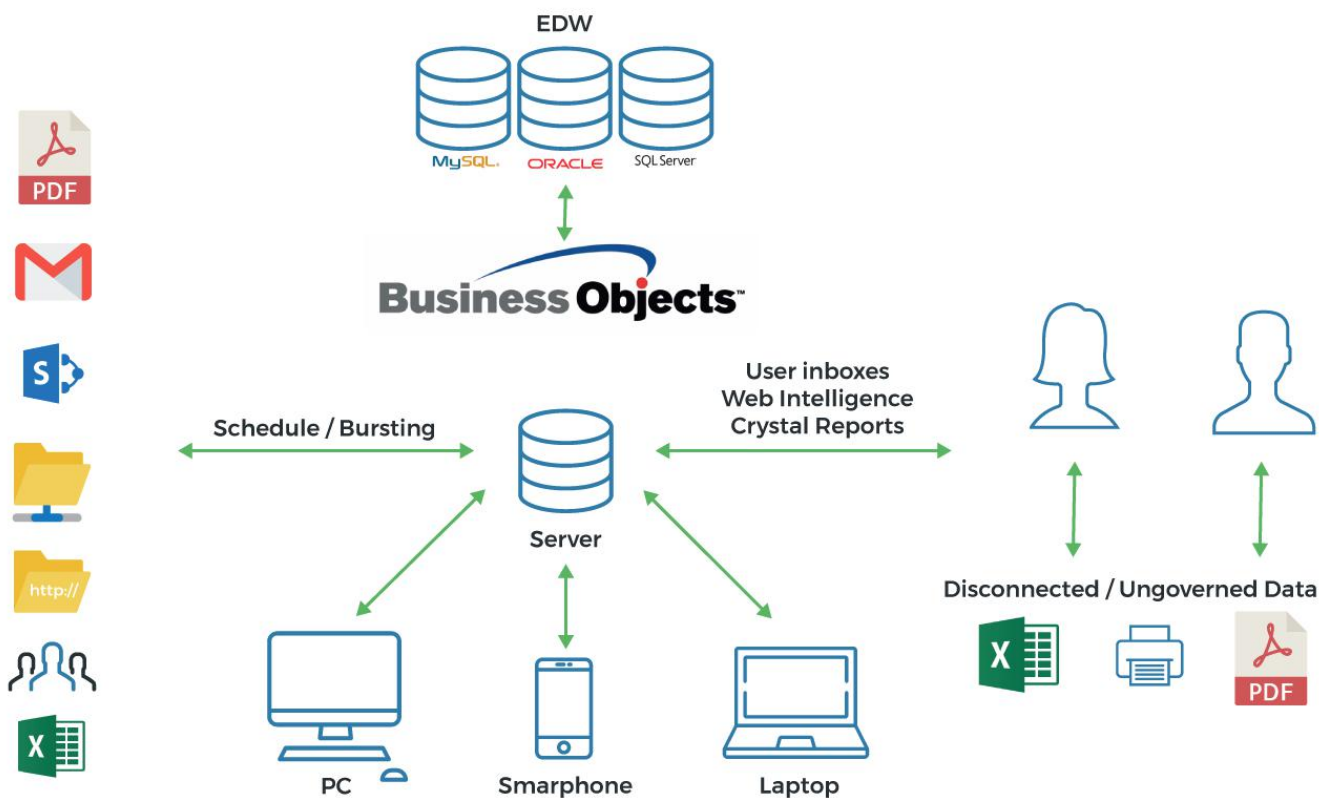 EDW
MySQL.
ORACLE
SQL Server
PDF
Business Objects™
S
User inboxes
Web Intelligence
Crystal Reports
Schedule / Bursting
Server
http://
Disconnected / Ungoverned Data
X
PDF
X
PC
Smarphone
Laptop